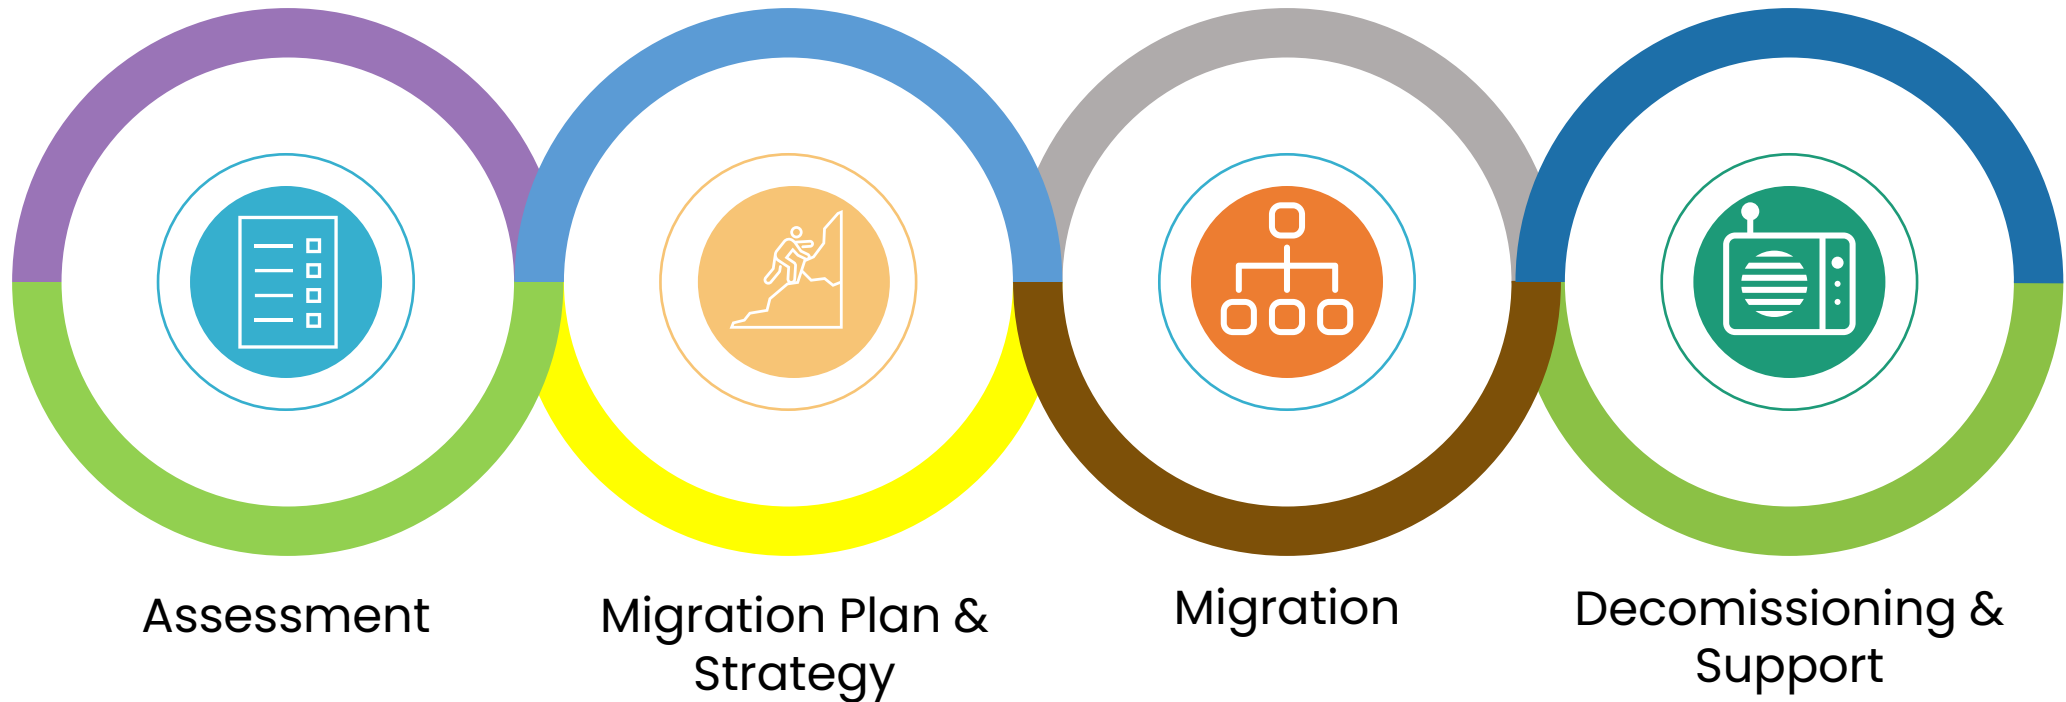 Assessment
Migration Plan &
Strategy
Migration
Decomissioning &
Support